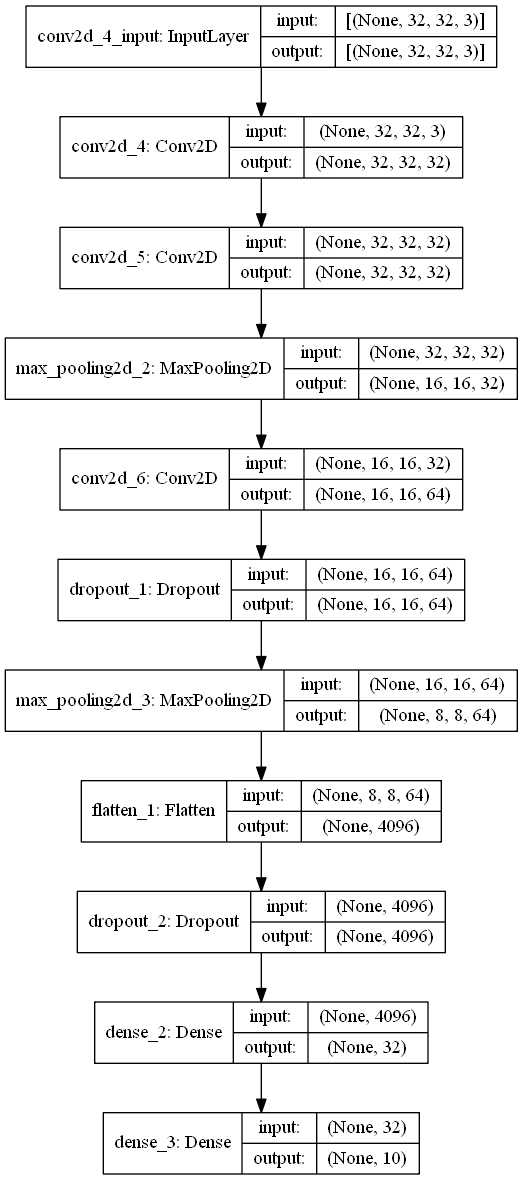 conv2d_4_input: InputLayer
input:
[(None, 32, 32, 3)]
output:
[(None, 32, 32, 3)]
conv2d_4: Conv2D
input:
(None, 32, 32, 3)
output:
(None, 32, 32, 32)
conv2d_5: Conv2D
input:
(None, 32, 32, 32)
output:
(None, 32, 32, 32)
max_pooling2d_2: MaxPooling2D
input:
(None, 32, 32, 32)
output:
(None, 16, 16, 32)
conv2d_6: Conv2D
input:
(None, 16, 16, 32)
output:
(None, 16, 16, 64)
dropout_1: Dropout
input:
(None, 16, 16, 64)
output:
(None, 16, 16, 64)
max_pooling2d_3: MaxPooling2D
input:
(None, 16, 16, 64)
output:
(None, 8, 8, 64)
flatten_1: Flatten
input:
(None, 8, 8, 64)
output:
(None, 4096)
dropout_2: Dropout
input:
(None, 4096)
output:
(None, 4096)
dense_2: Dense
input:
(None, 4096)
output:
(None, 32)
dense_3: Dense
input:
(None, 32)
output:
(None, 10)